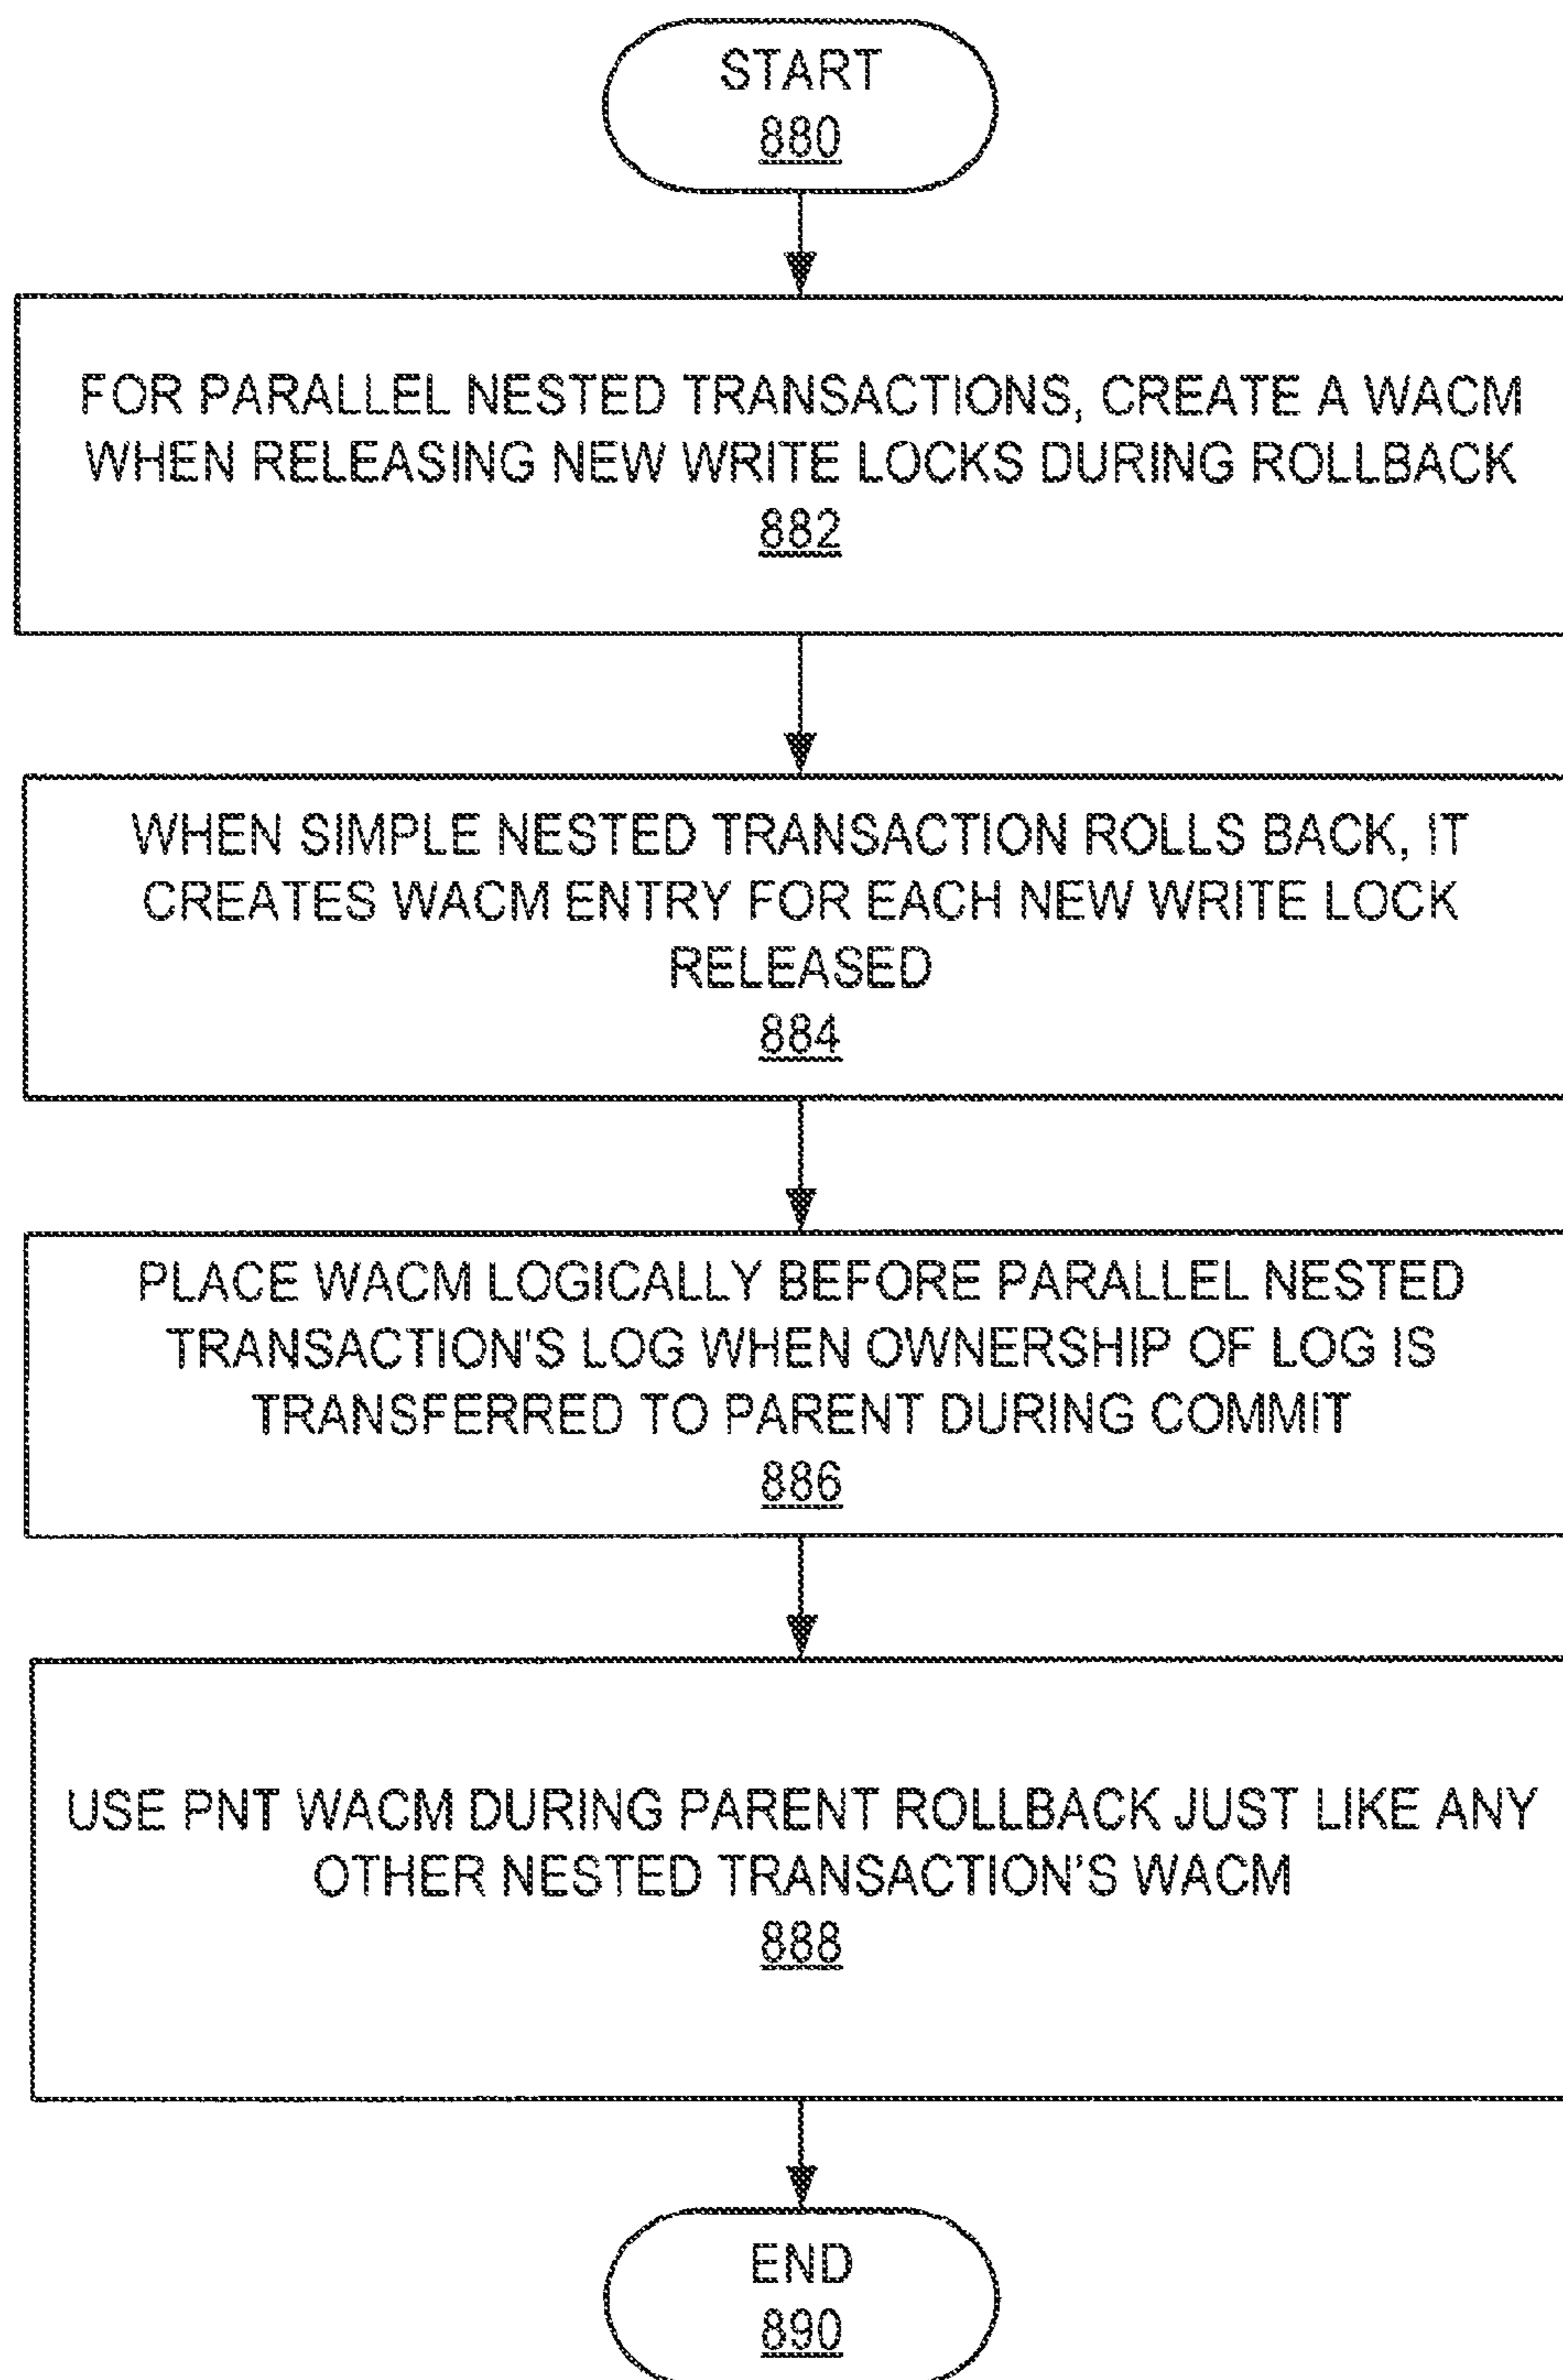 START
880
FOR PARALLEL NESTED TRANSACTIONS, CREATE A WACM
WHEN RELEASING NEW WRITE LOCKS DURING ROLLBACK
882
WHEN SIMPLE NESTED TRANSACTION ROLLS BACK, IT
CREATES WACM ENTRY FOR EACH NEW WRITE LOCK
RELEASED
884
PLACE WACM LOGICALLY BEFORE PARALLEL NESTED
TRANSACTION'S LOG WHEN OWNERSHIP OF LOG IS
TRANSFERRED TO PARENT DURING COMMIT
886
USE PNT WACM DURING PARENT ROLLBACK JUST LIKE ANY
OTHER NESTED TRANSACTION'S WACM
888
END
890